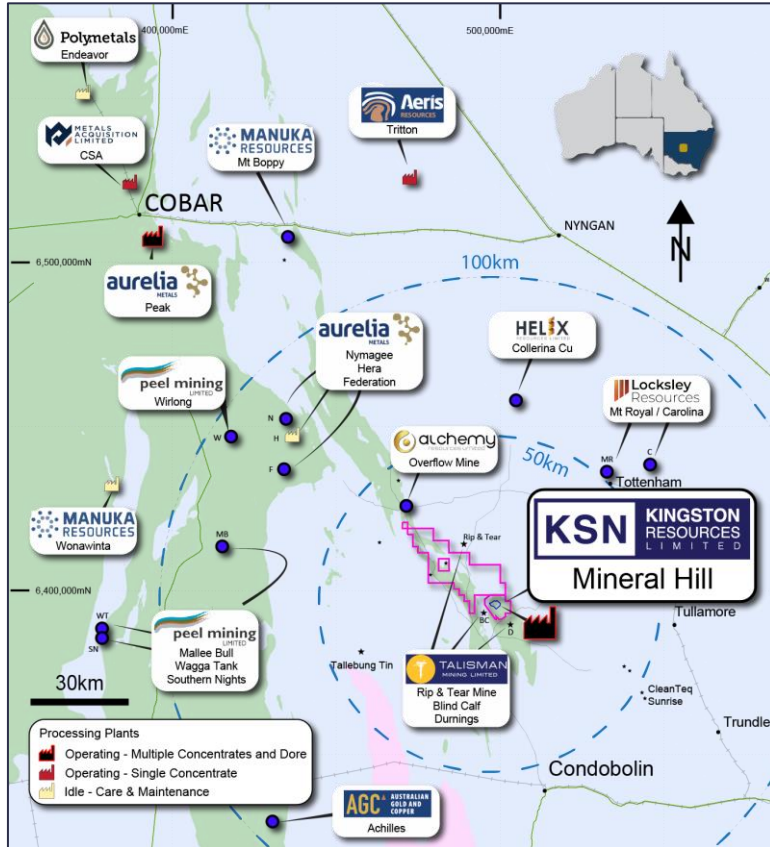 400,000mE
500,000mE
Polymetals
Endeavor
METALS
ACQUISITION
LIMITED
CSA
MANUKA
RESOURCES
Mt Boppy
Aeris
RESOURCES
Tritton
COBAR
NYNGAN
N
6,500,000mN
100km
aurelia
METALS
Peak
aurelia
METALS
Nymagee
Hera
Federation
HELIX
Collerina Cu
peel mining
LIMITED
Wirlong
Locksley
Resources
Mt Royal / Carolina
N
W
H
F
alchemy
Overflow Mine
50km
MR
C
Tottenham
MANUKA
RESOURCES
Wonawinta
KSN
KINGSTON
RESOURCES
LIMITED
Mineral Hill
MB
Rip & Tear
6,400,000mN
WT
SN
BC
D
Tullamore
peel mining
LIMITED
Mallee Bull
Wagga Tank
Southern Nights
Tallebung Tin
TALISMAN
MINING LIMITED
Rip & Tear Mine
Blind Calf
Durnings
CleanTeq
Sunrise
30km
Trundle
Processing Plants
Operating - Multiple Concentrates and Dore
Operating - Single Concentrate
Idle - Care & Maintenance
Condobolin
AGC
AUSTRALIAN
GOLD AND
COPPER
Achilles